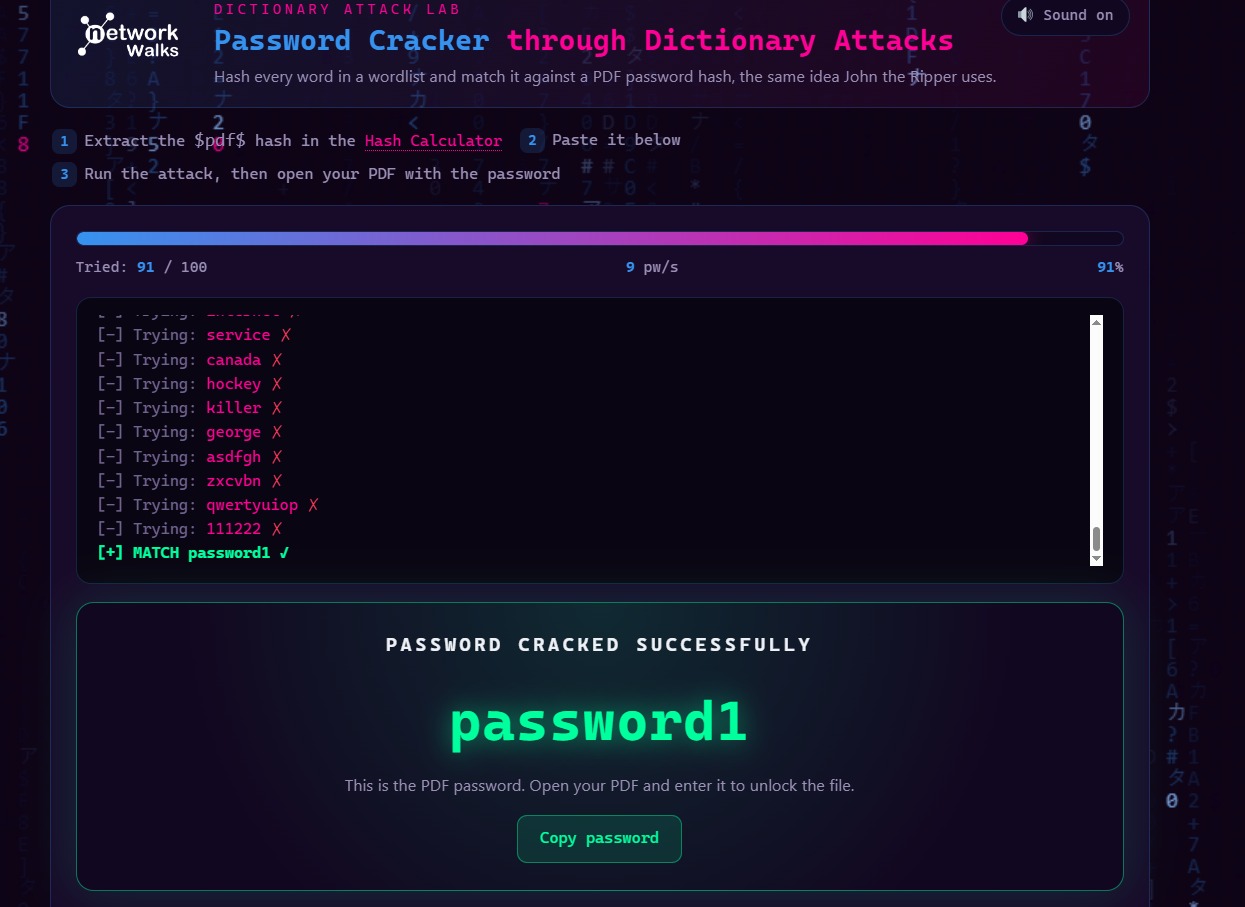 DICTIONARY ATTACK LAB
network
Walks
Password Cracker through Dictionary Attacks
Sound on
Hash every word in a wordlist and match it against a PDF password hash, the same idea John the Ripper uses.
1 Extract the $pdf$ hash in the Hash Calculator 2 Paste it below
3 Run the attack, then open your PDF with the password
Tried: 91 / 100 9 pw/s 91%
[−] Trying: service ✗
[−] Trying: canada ✗
[−] Trying: hockey ✗
[−] Trying: killer ✗
[−] Trying: george ✗
[−] Trying: asdfgh ✗
[−] Trying: zxcvbn ✗
[−] Trying: qwertyuiop ✗
[−] Trying: 111222 ✗
[+] MATCH password1 ✓
PASSWORD CRACKED SUCCESSFULLY
password1
This is the PDF password. Open your PDF and enter it to unlock the file.
Copy password